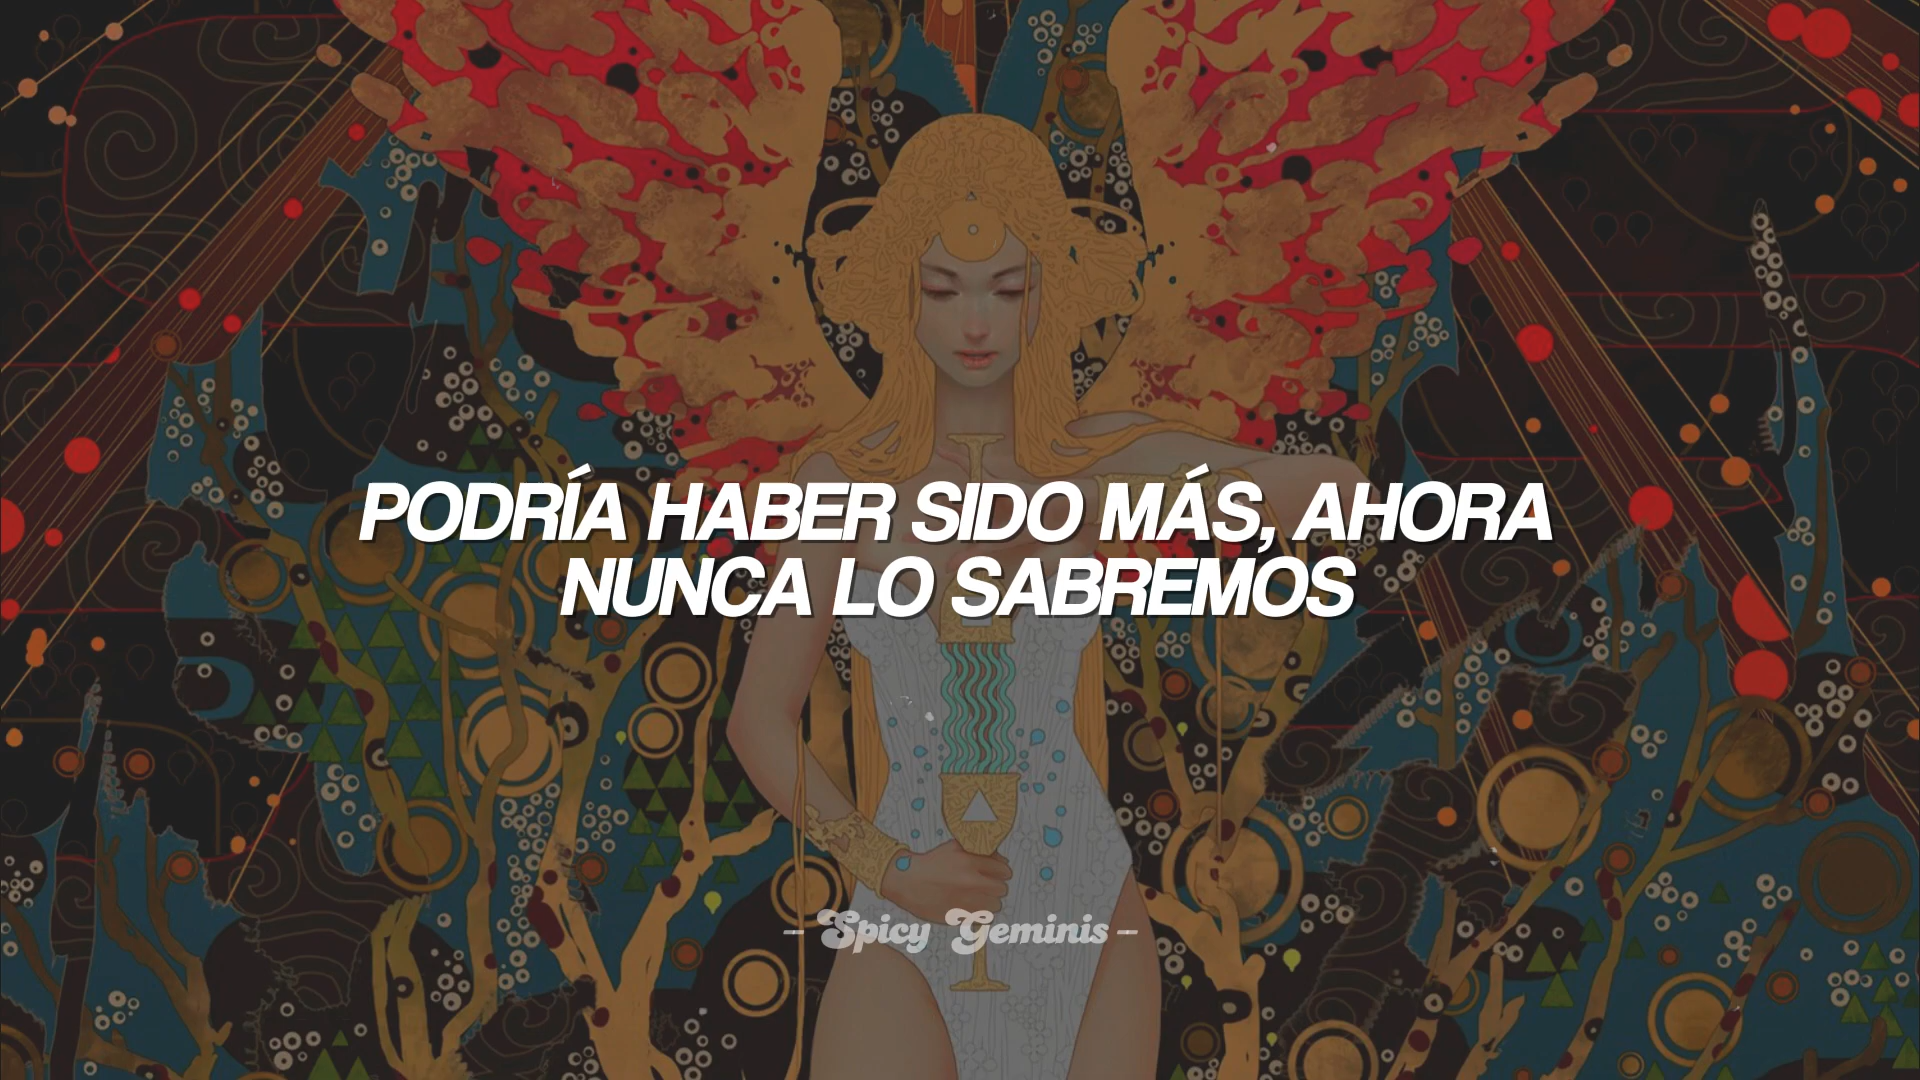 PODRÍA HABER SIDO MÁS, AHORA
NUNCA LO SABREMOS
- Spicy Geminis -